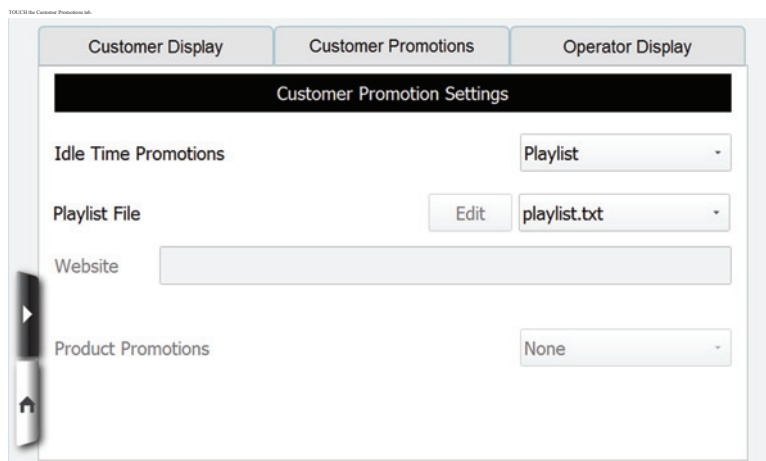 TOUCH the Customer Promotions tab.
Customer Display Customer Promotions Operator Display
Customer Promotion Settings
Idle Time Promotions Playlist
Playlist File Edit playlist.txt
Website
Product Promotions None